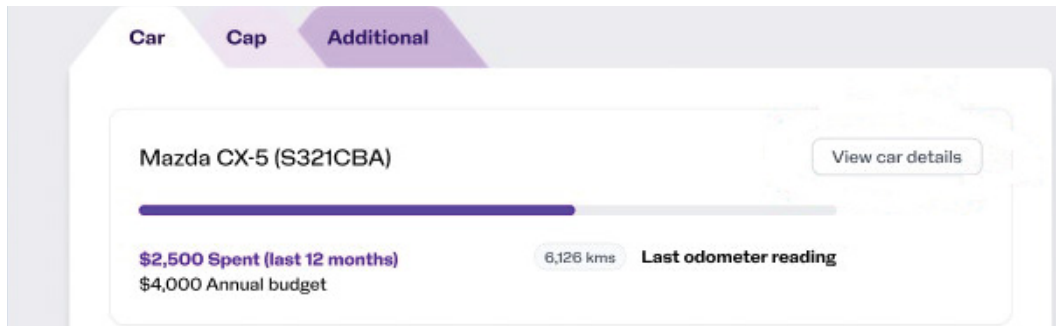 Car Cap Additional
Mazda CX-5 (S321CBA)
View car details
$2,500 Spent (last 12 months)
6,126 kms Last odometer reading
$4,000 Annual budget